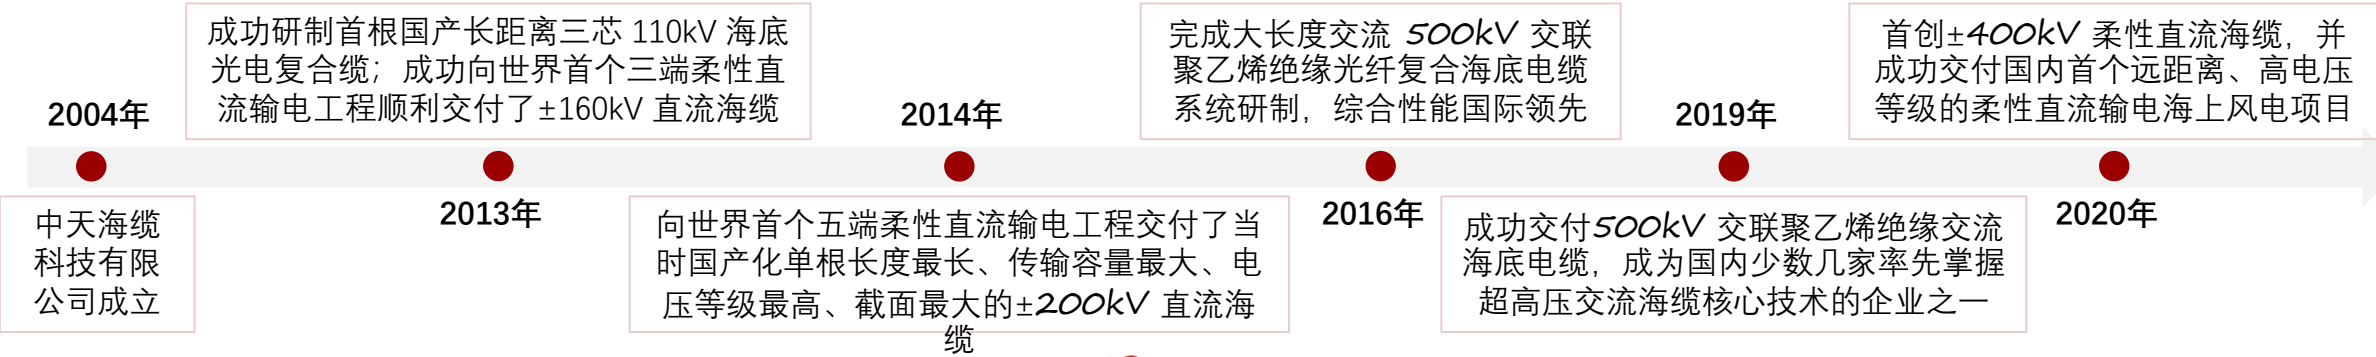 2004年
中天海缆
科技有限
公司成立
成功研制首根国产长距离三芯 110kV 海底
光电复合缆；成功向世界首个三端柔性直
流输电工程顺利交付了±160kV 直流海缆
2013年
2014年
向世界首个五端柔性直流输电工程交付了当
时国产化单根长度最长、传输容量最大、电
压等级最高、截面最大的±200kV 直流海
缆
完成大长度交流 500kV 交联
聚乙烯绝缘光纤复合海底电缆
系统研制，综合性能国际领先
2016年
2019年
成功交付500kV 交联聚乙烯绝缘交流
海底电缆，成为国内少数几家率先掌握
超高压交流海缆核心技术的企业之一
首创±400kV 柔性直流海缆，并
成功交付国内首个远距离、高电压
等级的柔性直流输电海上风电项目
2020年